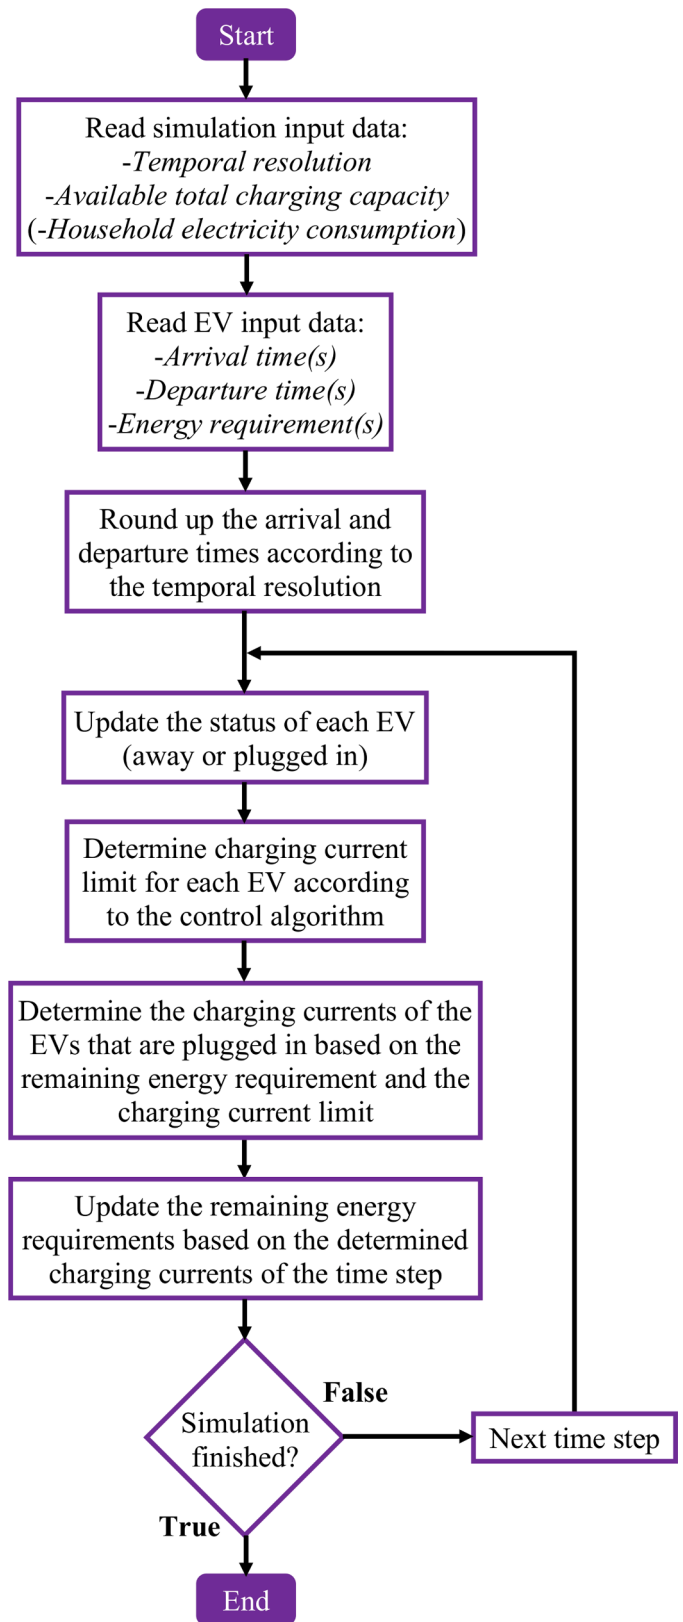 Start
Read simulation input data:
-Temporal resolution
-Available total charging capacity
(-Household electricity consumption)
Read EV input data:
-Arrival time(s)
-Departure time(s)
-Energy requirement(s)
Round up the arrival and
departure times according to
the temporal resolution
Update the status of each EV
(away or plugged in)
Determine charging current
limit for each EV according
to the control algorithm
Determine the charging currents of the
EVs that are plugged in based on the
remaining energy requirement and the
charging current limit
Update the remaining energy
requirements based on the determined
charging currents of the time step
Simulation
finished?
False
Next time step
True
End